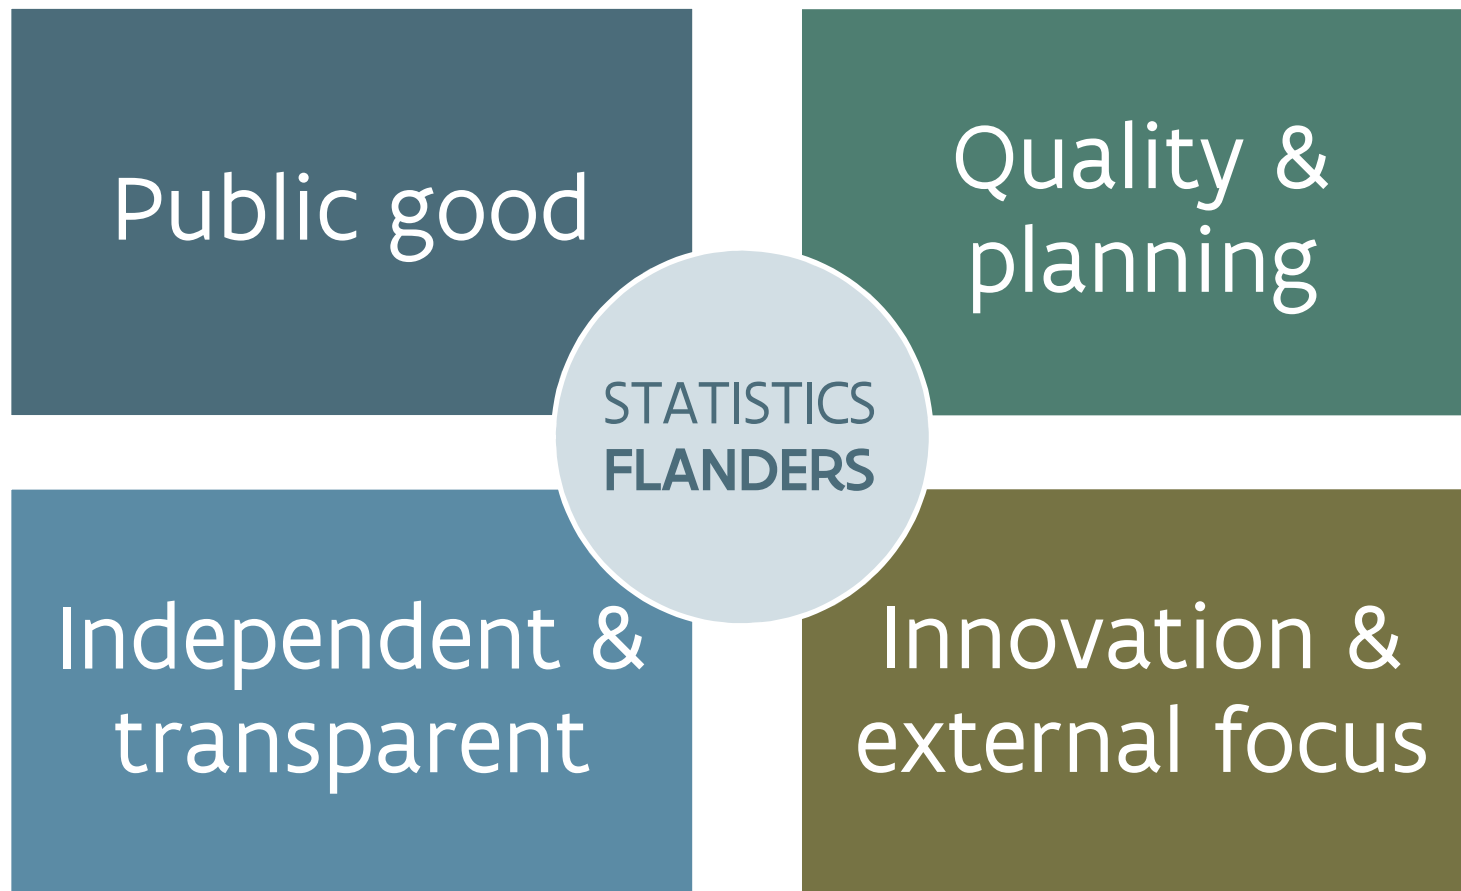 Public good
Quality &
planning
STATISTICS
FLANDERS
Independent &
transparent
Innovation &
external focus